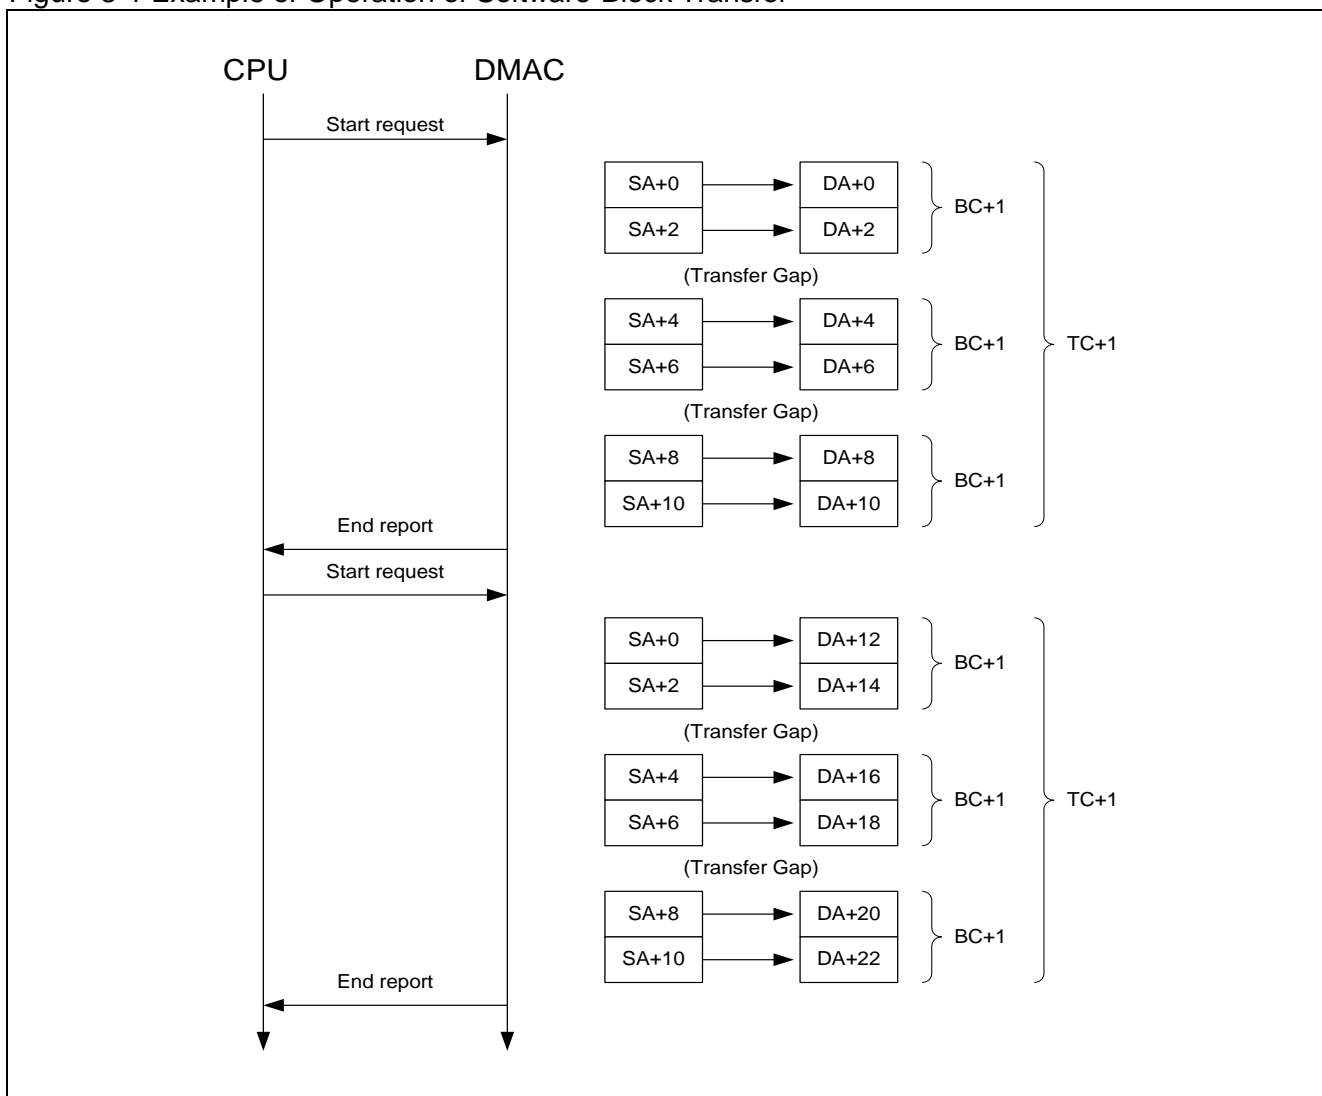 Figure 3-1 Example of Operation of Software-Block Transfer
CPU DMAC
Start request
SA+0 DA+0
SA+2 DA+2
BC+1
(Transfer Gap)
SA+4 DA+4
SA+6 DA+6
BC+1
TC+1
(Transfer Gap)
SA+8 DA+8
SA+10 DA+10
BC+1
End report
Start request
SA+0 DA+12
SA+2 DA+14
BC+1
(Transfer Gap)
SA+4 DA+16
SA+6 DA+18
BC+1
TC+1
(Transfer Gap)
SA+8 DA+20
SA+10 DA+22
BC+1
End report